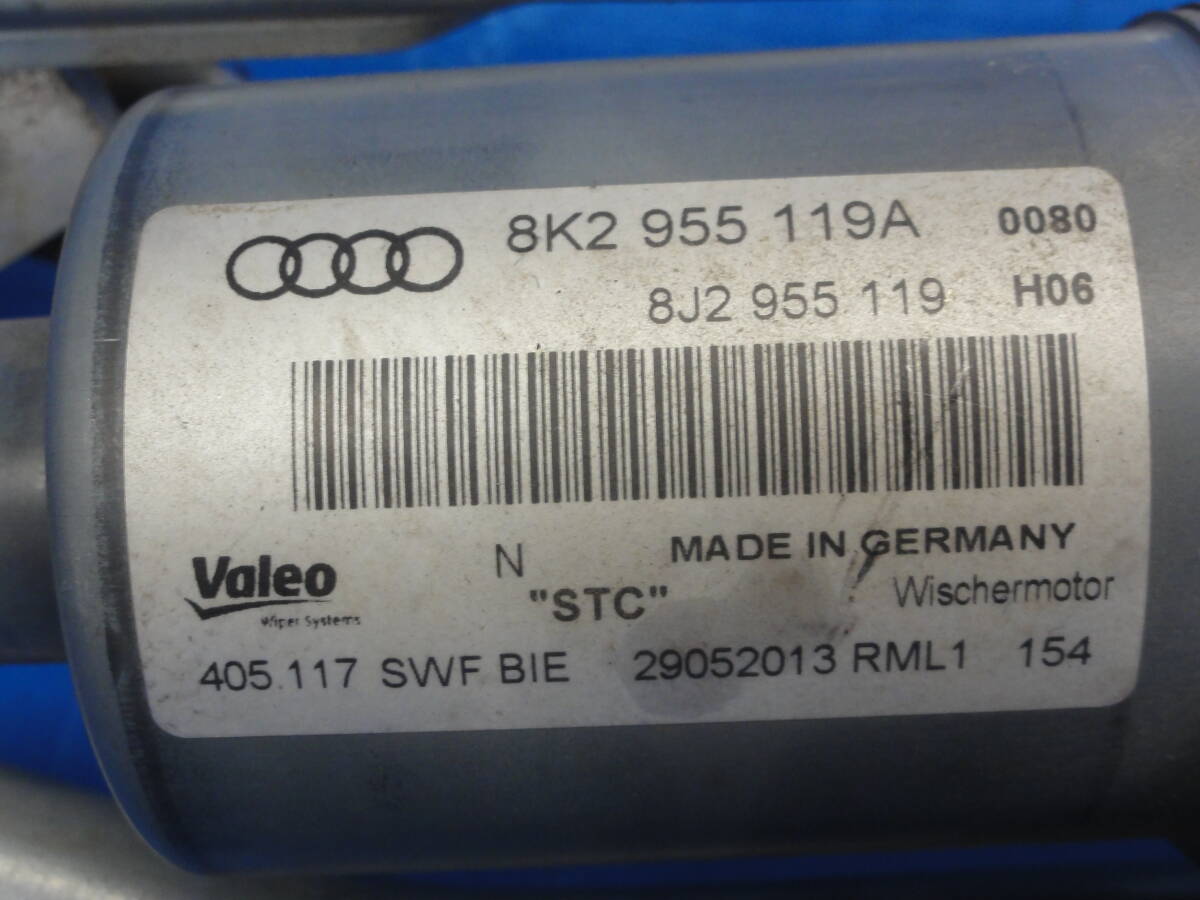 8K2 955 119A 0080
8J2 955 119 H06
Valeo N MADE IN GERMANY
Wiper Systems "STC" Wischermotor
405.117 SWF BIE 29052013 RML1 154